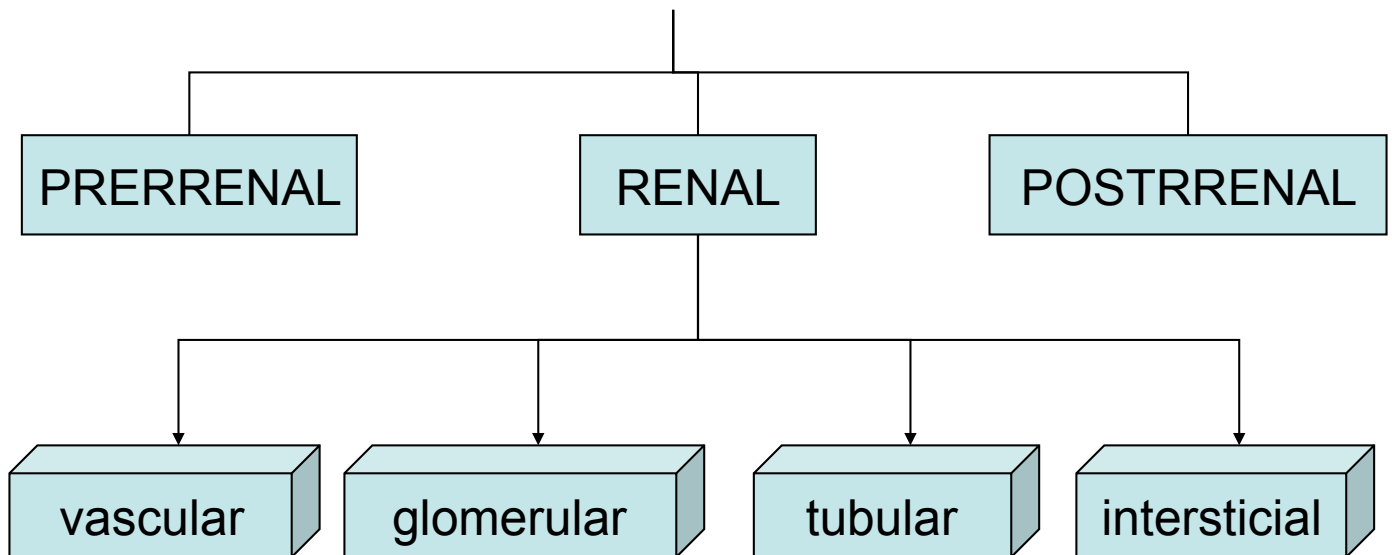 PRERRENAL
RENAL
POSTRRENAL
vascular
glomerular
tubular
intersticial